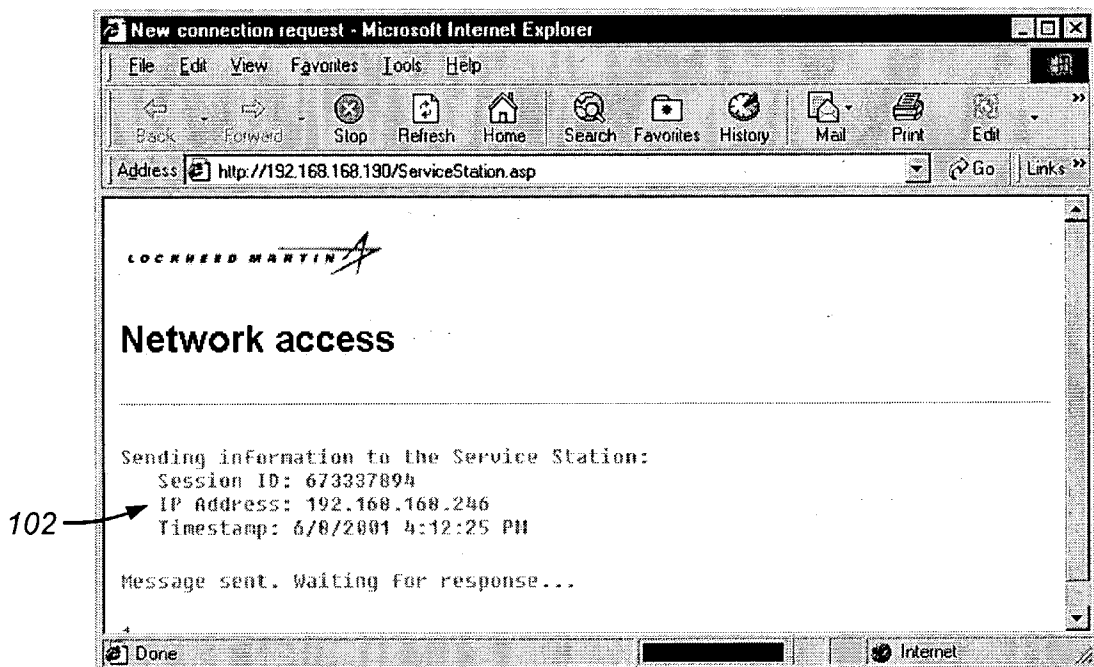 New connection request - Microsoft Internet Explorer
File Edit View Favorites Tools Help
Back Forward Stop Refresh Home Search Favorites History Mail Print Edit »
Address http://192.168.168.190/ServiceStation.asp Go Links »
LOCKHEED MARTIN
Network access
Sending information to the Service Station:
Session ID: 673337894
IP Address: 192.168.168.246
102
Timestamp: 6/8/2001 4:12:25 PM
Message sent. Waiting for response...
Done Internet